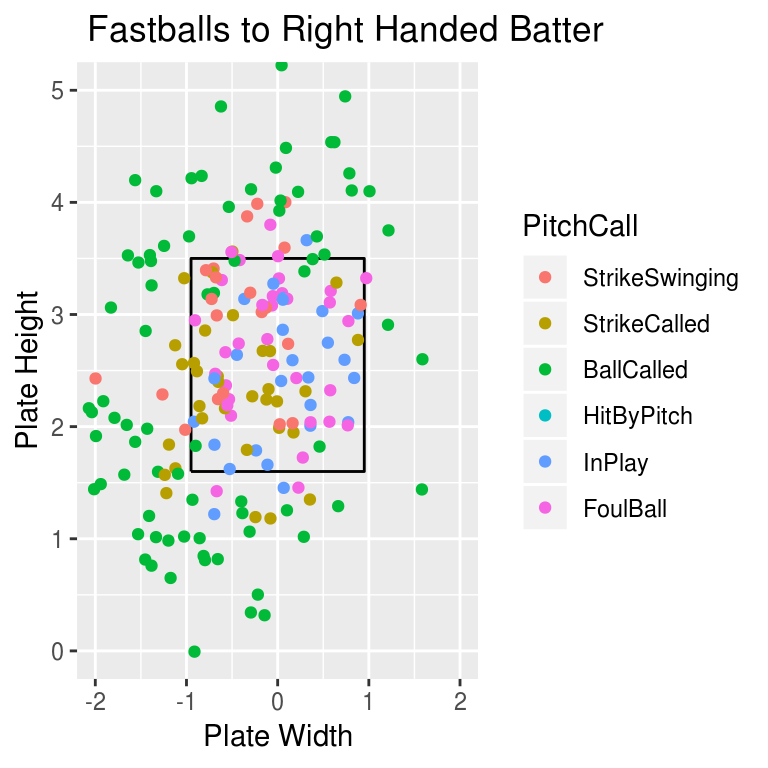 Fastballs to Right Handed Batter
5
4
3
2
1
0
Plate Height
-2 -1 0 1 2
Plate Width
PitchCall
StrikeSwinging
StrikeCalled
BallCalled
HitByPitch
InPlay
FoulBall